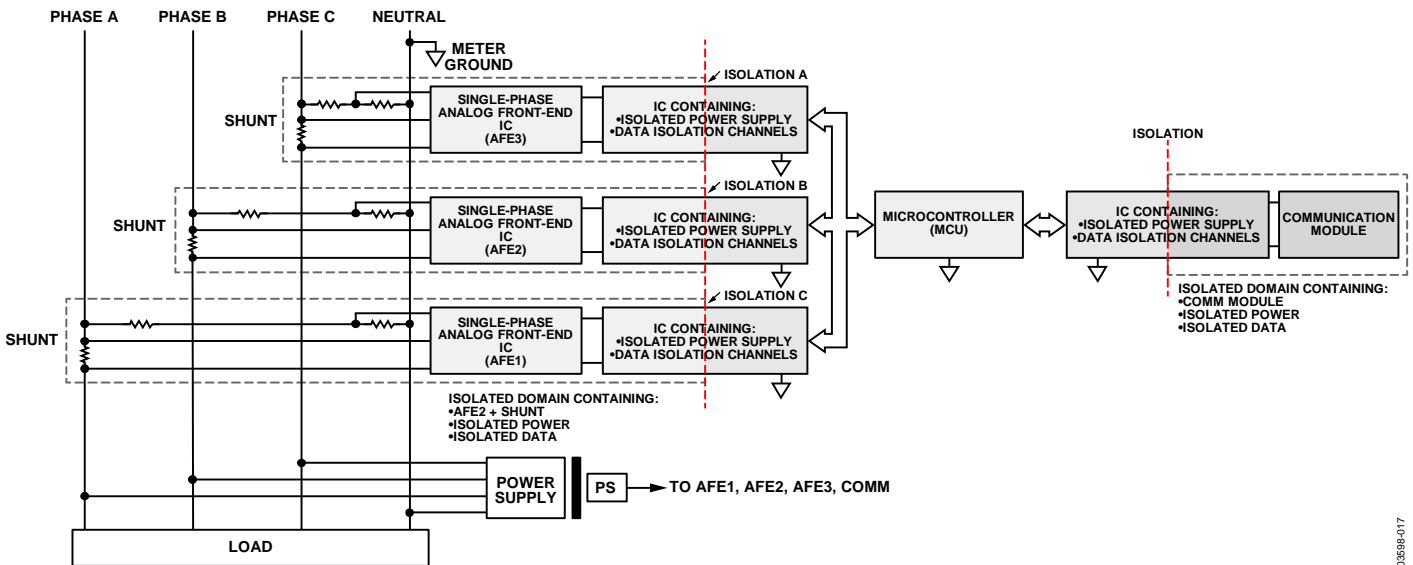 PHASE A
PHASE B
PHASE C
NEUTRAL
METER
GROUND
ISOLATION A
SHUNT
SINGLE-PHASE
ANALOG FRONT-END
IC
(AFE3)
IC CONTAINING:
•ISOLATED POWER SUPPLY
•DATA ISOLATION CHANNELS
ISOLATION B
SHUNT
SINGLE-PHASE
ANALOG FRONT-END
IC
(AFE2)
IC CONTAINING:
•ISOLATED POWER SUPPLY
•DATA ISOLATION CHANNELS
ISOLATION C
SHUNT
SINGLE-PHASE
ANALOG FRONT-END
IC
(AFE1)
IC CONTAINING:
•ISOLATED POWER SUPPLY
•DATA ISOLATION CHANNELS
MICROCONTROLLER
(MCU)
ISOLATION
IC CONTAINING:
•ISOLATED POWER SUPPLY
•DATA ISOLATION CHANNELS
COMMUNICATION
MODULE
ISOLATED DOMAIN CONTAINING:
•COMM MODULE
•ISOLATED POWER
•ISOLATED DATA
ISOLATED DOMAIN CONTAINING:
•AFE2 + SHUNT
•ISOLATED POWER
•ISOLATED DATA
POWER
SUPPLY
PS
TO AFE1, AFE2, AFE3, COMM
LOAD
03598-017